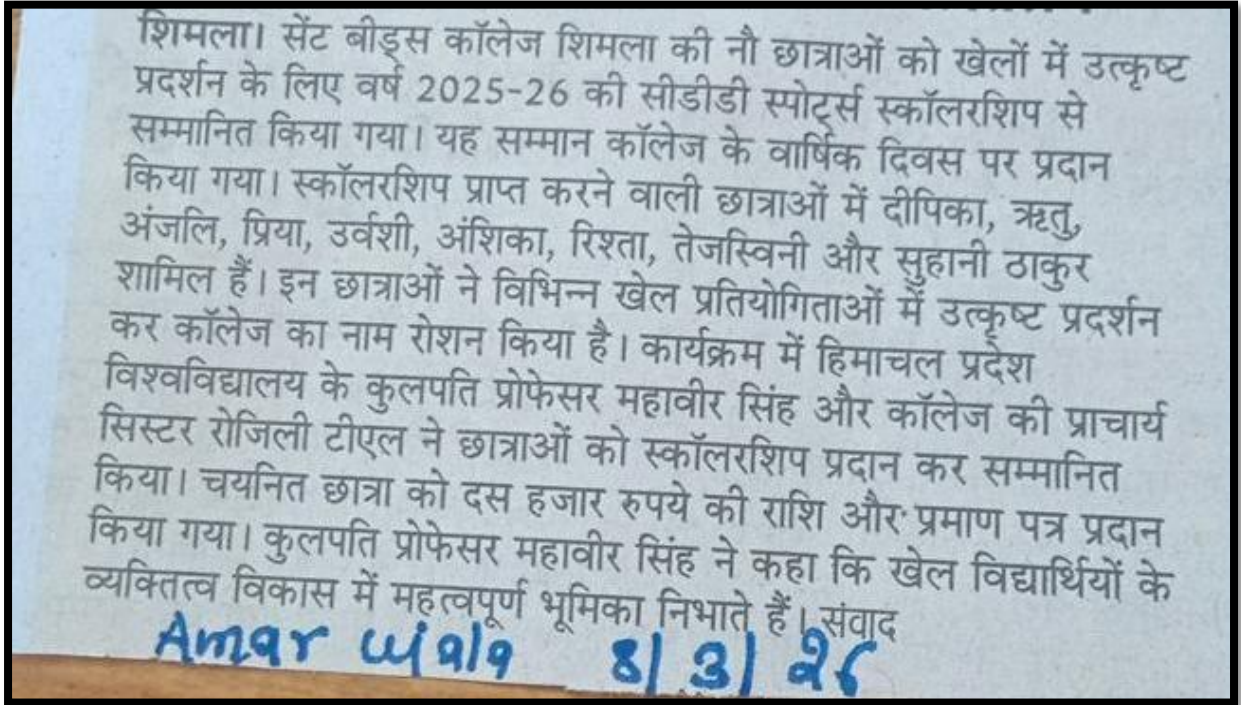 शिमला। सेंट बीड्स कॉलेज शिमला की नौ छात्राओं को खेलों में उत्कृष्ट
प्रदर्शन के लिए वर्ष 2025-26 की सीडीडी स्पोर्ट्स स्कॉलरशिप से
सम्मानित किया गया। यह सम्मान कॉलेज के वार्षिक दिवस पर प्रदान
किया गया। स्कॉलरशिप प्राप्त करने वाली छात्राओं में दीपिका, ऋतु,
अंजलि, प्रिया, उर्वशी, अंशिका, रिश्ता, तेजस्विनी और सुहानी ठाकुर
शामिल हैं। इन छात्राओं ने विभिन्न खेल प्रतियोगिताओं में उत्कृष्ट प्रदर्शन
कर कॉलेज का नाम रोशन किया है। कार्यक्रम में हिमाचल प्रदेश
विश्वविद्यालय के कुलपति प्रोफेसर महावीर सिंह और कॉलेज की प्राचार्य
सिस्टर रोजिली टीएल ने छात्राओं को स्कॉलरशिप प्रदान कर सम्मानित
किया। चयनित छात्रा को दस हजार रुपये की राशि और प्रमाण पत्र प्रदान
किया गया। कुलपति प्रोफेसर महावीर सिंह ने कहा कि खेल विद्यार्थियों के
व्यक्तित्व विकास में महत्वपूर्ण भूमिका निभाते हैं। संवाद
Amar Ujala 8/3/26